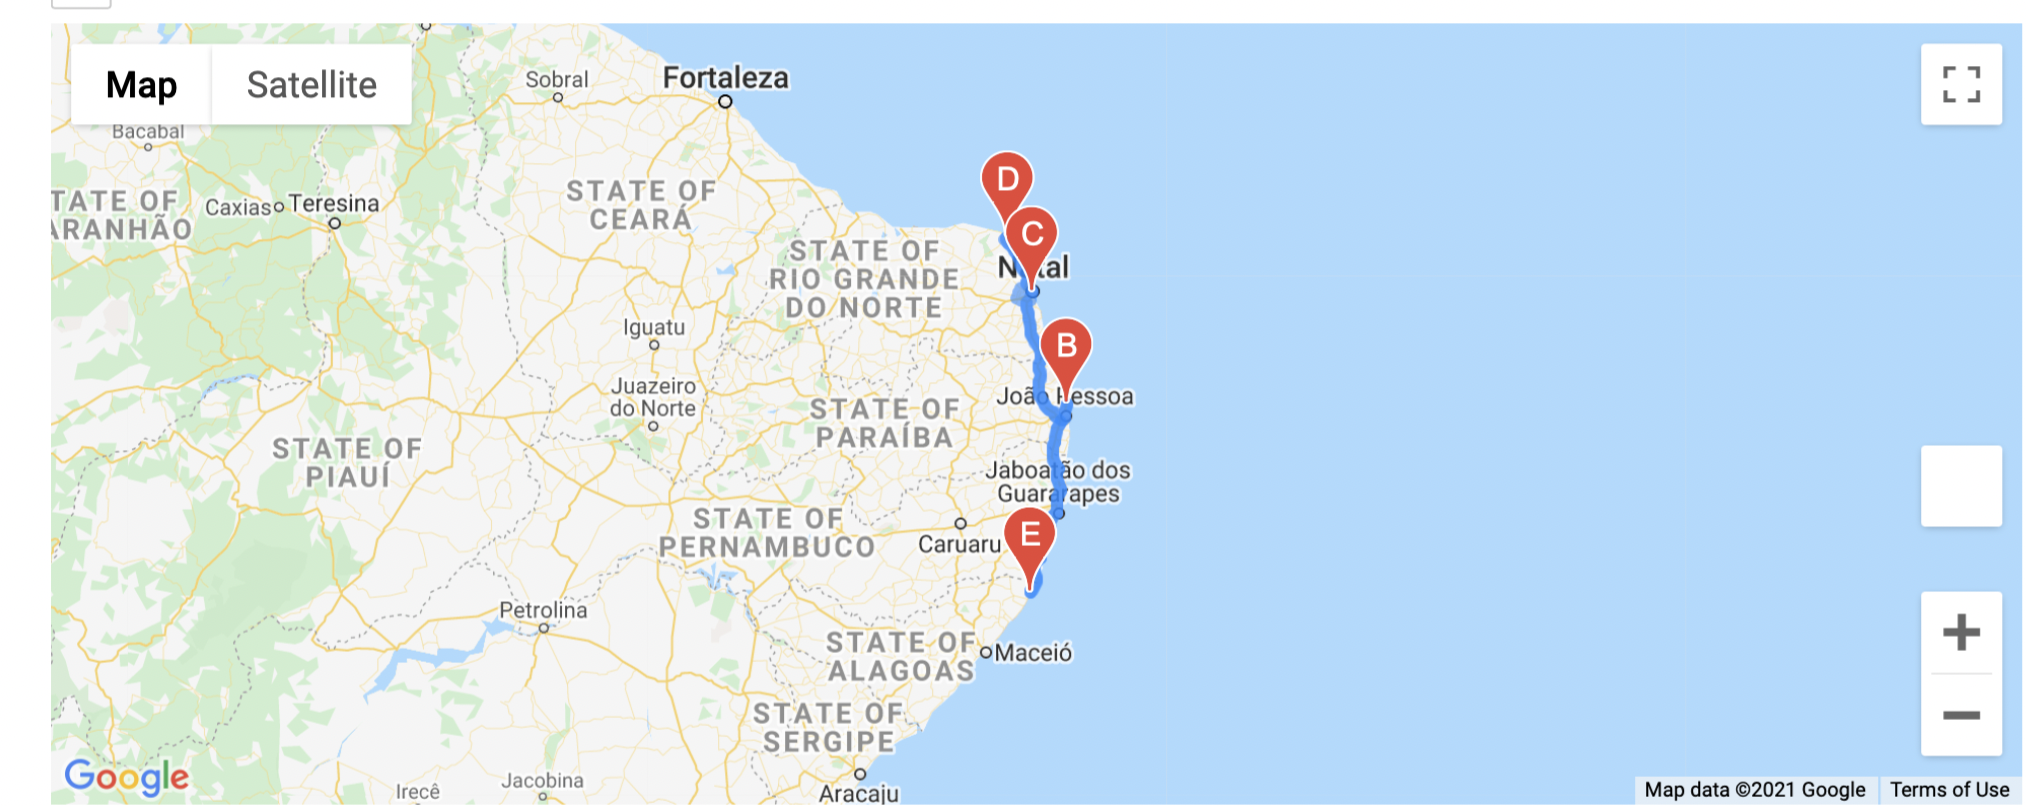 Map
Satellite
Sobral
Fortaleza
Bacabal
TATE OF
ARANHÃO
Caxias
Teresina
STATE OF
CEARÁ
D
C
STATE OF
RIO GRANDE
DO NORTE
Natal
Iguatu
B
Juazeiro
do Norte
João Pessoa
STATE OF
PARAÍBA
STATE OF
PIAUÍ
Jaboatão dos
Guararapes
STATE OF
PERNAMBUCO
E
Caruaru
Petrolina
STATE OF
ALAGOAS
Maceió
STATE OF
SERGIPE
Google
Irecê
Jacobina
Aracaju
Map data ©2021 Google
Terms of Use